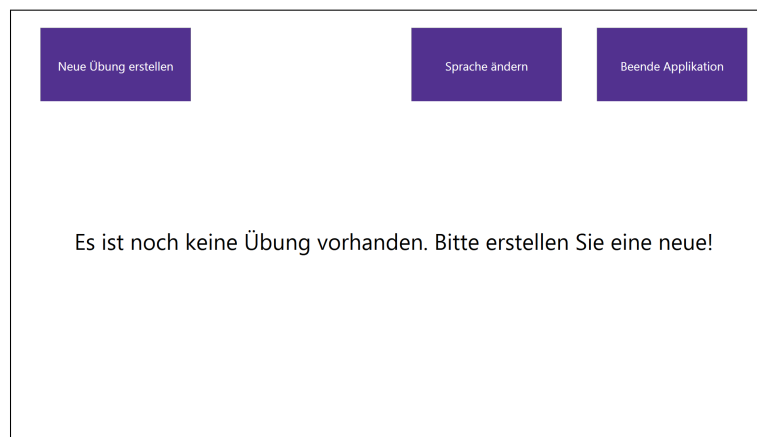 Neue Übung erstellen
Sprache ändern
Beende Applikation
Es ist noch keine Übung vorhanden. Bitte erstellen Sie eine neue!